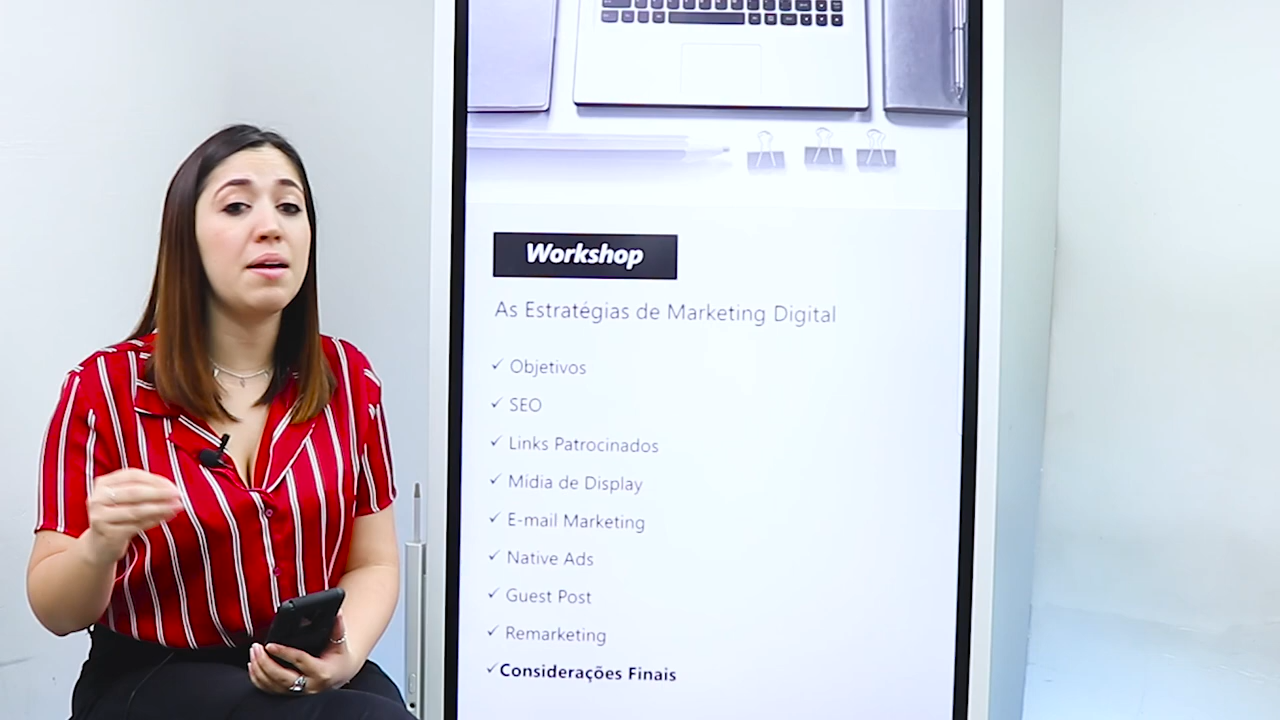 Workshop
As Estratégias de Marketing Digital
✓ Objetivos
✓ SEO
✓ Links Patrocinados
✓ Mídia de Display
✓ E-mail Marketing
✓ Native Ads
✓ Guest Post
✓ Remarketing
✓Considerações Finais